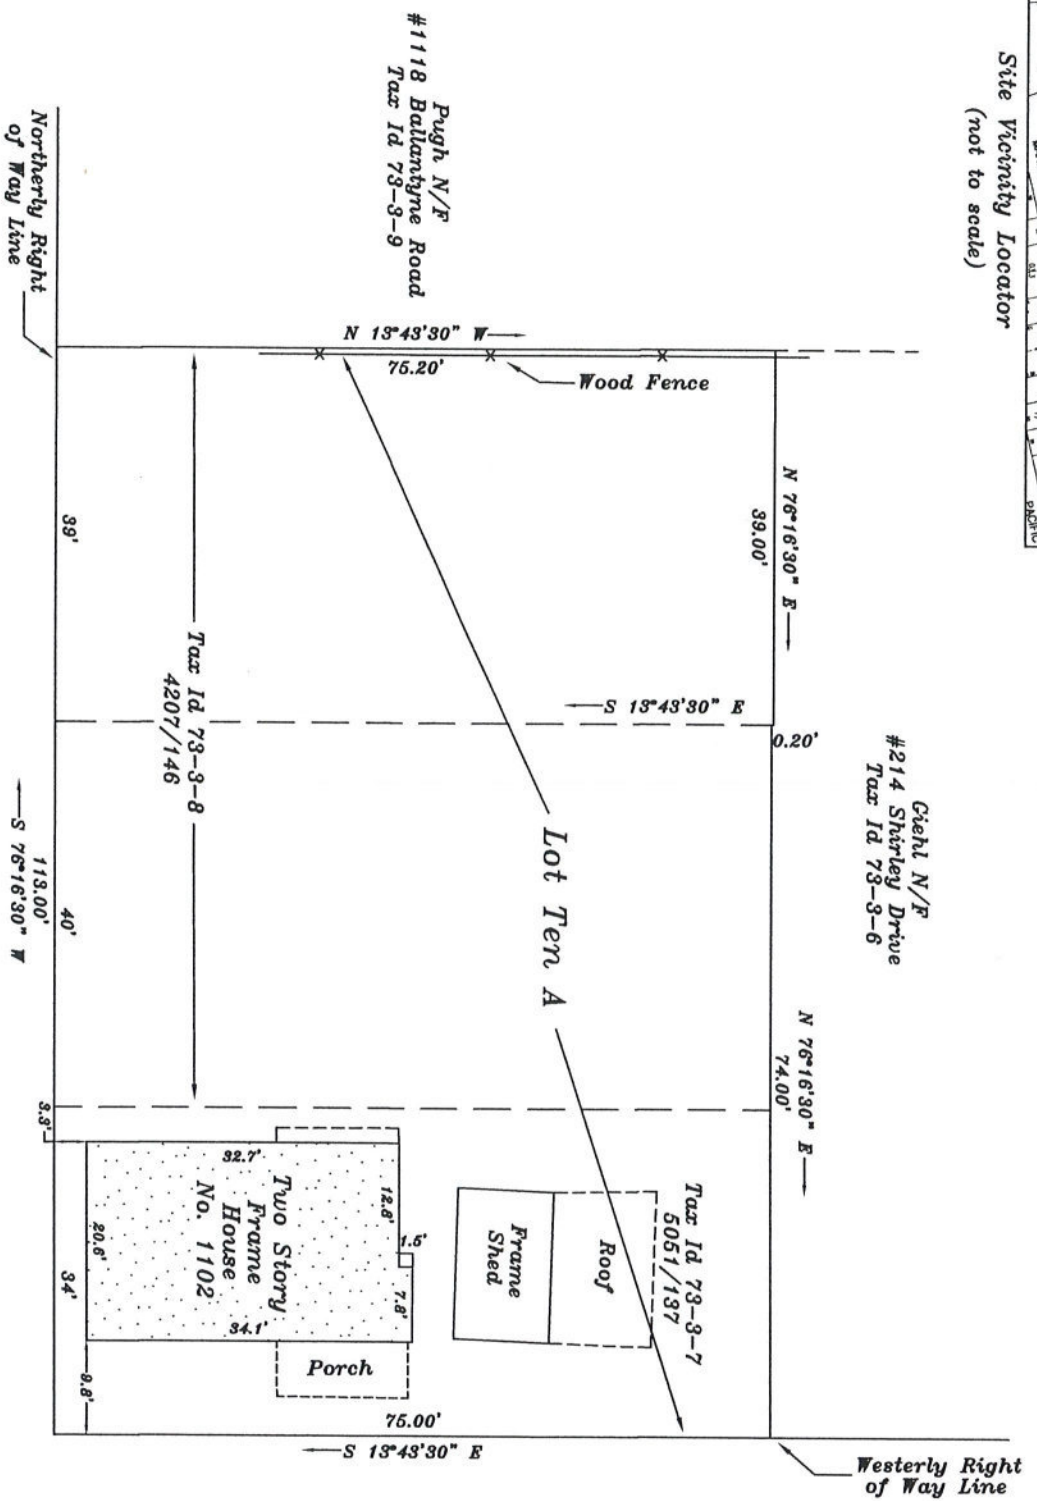 Site Vicinity Locator
(not to scale)
PACIFIC
Pugh N/F
#1118 Ballantyne Road
Tax Id 73-3-9
Northerly Right
of Way Line
N 13°43'30" W
75.20'
Wood Fence
N 76°16'30" E
39.00'
S 13°43'30" E
0.20'
Giehl N/F
#214 Shirley Drive
Tax Id 73-3-6
N 76°16'30" E
74.00'
39'
Tax Id 73-3-8
4207/146
Lot Ten A
40'
113.00'
S 76°16'30" W
3.3'
34'
Tax Id 73-3-7
5051/137
Roof
Frame
Shed
32.7'
12.8'
1.5'
7.8'
Two Story
Frame
House
No. 1102
20.6'
34.1'
Porch
9.8'
75.00'
S 13°43'30" E
Westerly Right
of Way Line